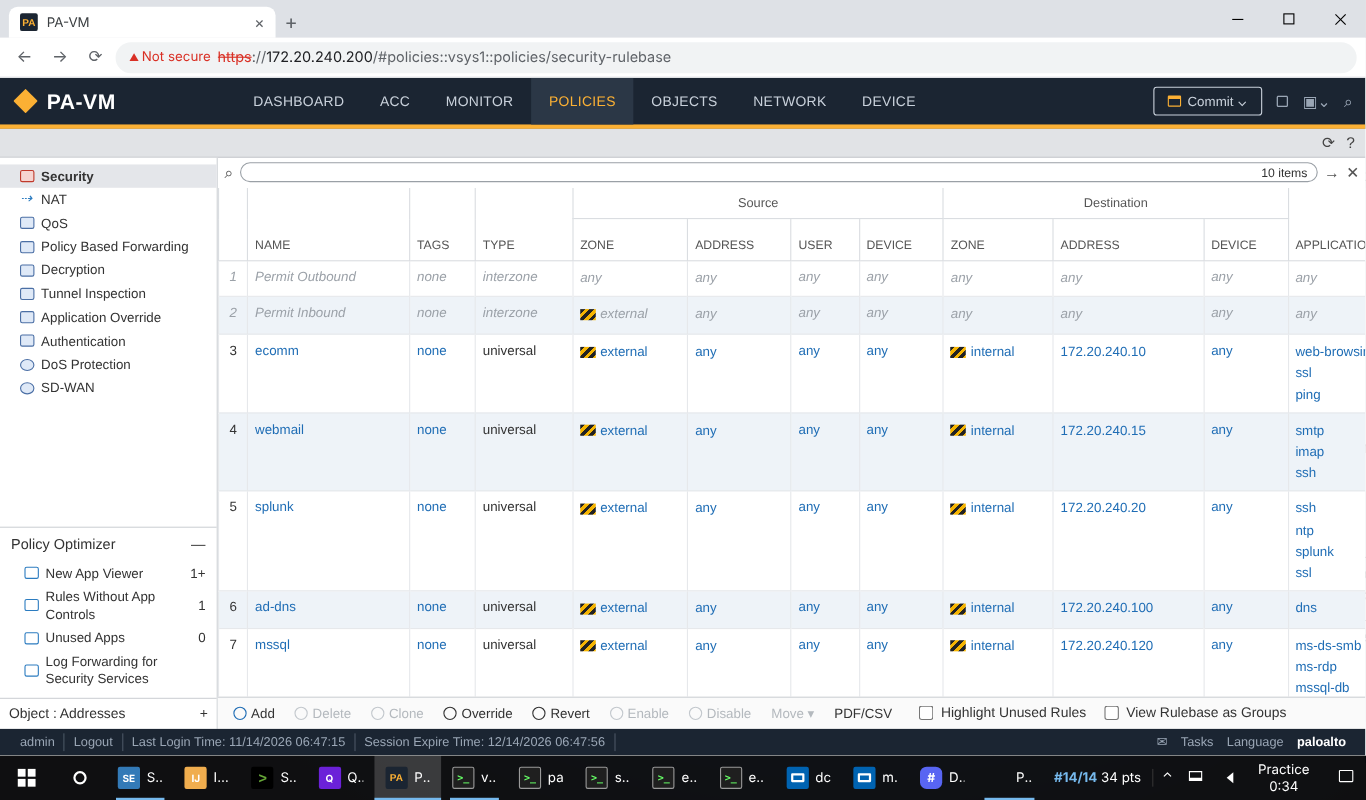 PA PA-VM × +
Not secure https://172.20.240.200/#policies::vsys1::policies/security-rulebase
PA-VM DASHBOARD ACC MONITOR POLICIES OBJECTS NETWORK DEVICE Commit
?
Security
NAT
QoS
Policy Based Forwarding
Decryption
Tunnel Inspection
Application Override
Authentication
DoS Protection
SD-WAN
Policy Optimizer —
New App Viewer 1+
Rules Without App
Controls 1
Unused Apps 0
Log Forwarding for
Security Services
Object : Addresses +
10 items → ✕
Source Destination
NAME TAGS TYPE ZONE ADDRESS USER DEVICE ZONE ADDRESS DEVICE APPLICATIO
1 Permit Outbound none interzone any any any any any any any any
2 Permit Inbound none interzone external any any any any any any any
3 ecomm none universal external any any any internal 172.20.240.10 any web-browsin
ssl
ping
4 webmail none universal external any any any internal 172.20.240.15 any smtp
imap
ssh
5 splunk none universal external any any any internal 172.20.240.20 any ssh
ntp
splunk
ssl
6 ad-dns none universal external any any any internal 172.20.240.100 any dns
7 mssql none universal external any any any internal 172.20.240.120 any ms-ds-smb
ms-rdp
mssql-db
Add Delete Clone Override Revert Enable Disable Move ▾ PDF/CSV Highlight Unused Rules View Rulebase as Groups
admin Logout Last Login Time: 11/14/2026 06:47:15 Session Expire Time: 12/14/2026 06:47:56 Tasks Language paloalto
SE S.. IJ I... > S.. Q Q.. PA P.. >_ v.. >_ pa >_ s.. >_ e.. >_ e.. dc m. # D.. P.. #14/14 34 pts Practice
0:34